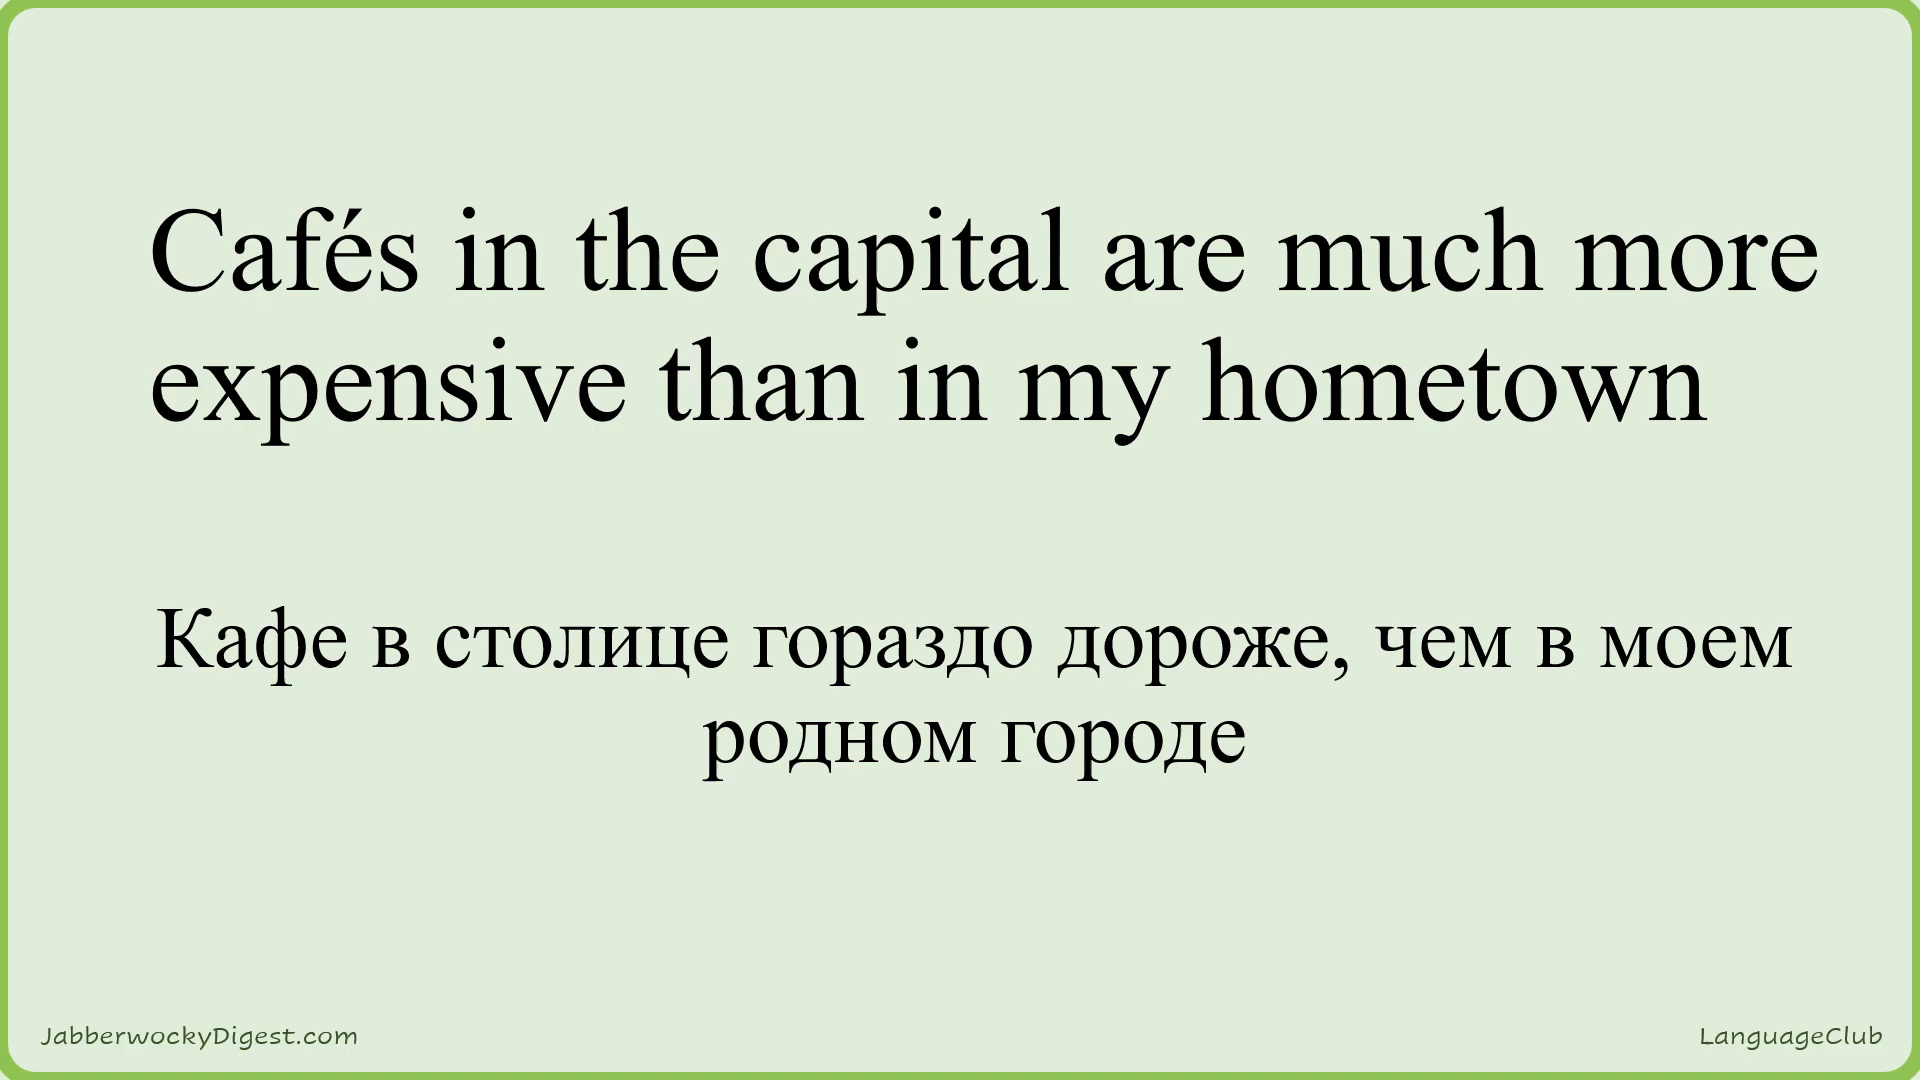 Cafés in the capital are much more
expensive than in my hometown
Кафе в столице гораздо дороже, чем в моем
родном городе
JabberwockyDigest.com
LanguageClub